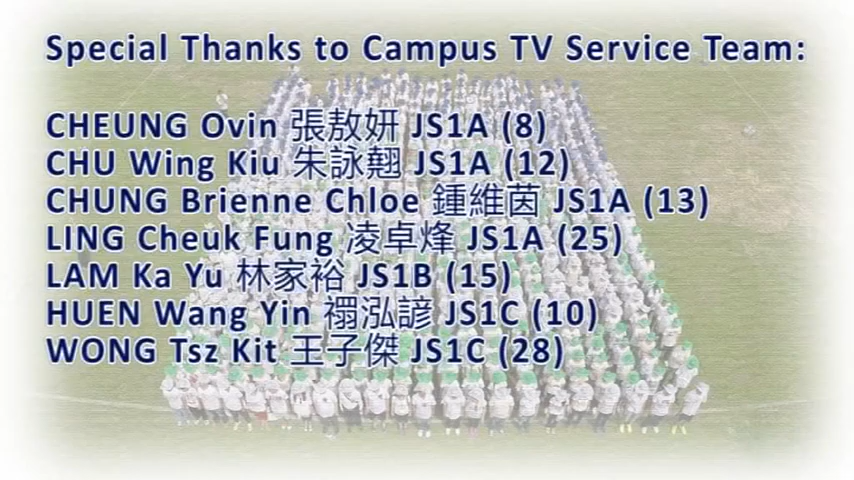 Special Thanks to Campus TV Service Team:
CHEUNG Ovin 張敖妍 JS1A (8)
CHU Wing Kiu 朱詠翹 JS1A (12)
CHUNG Brienne Chloe 鍾維茵 JS1A (13)
LING Cheuk Fung 凌卓烽 JS1A (25)
LAM Ka Yu 林家裕 JS1B (15)
HUEN Wang Yin 禤泓諺 JS1C (10)
WONG Tsz Kit 王子傑 JS1C (28)